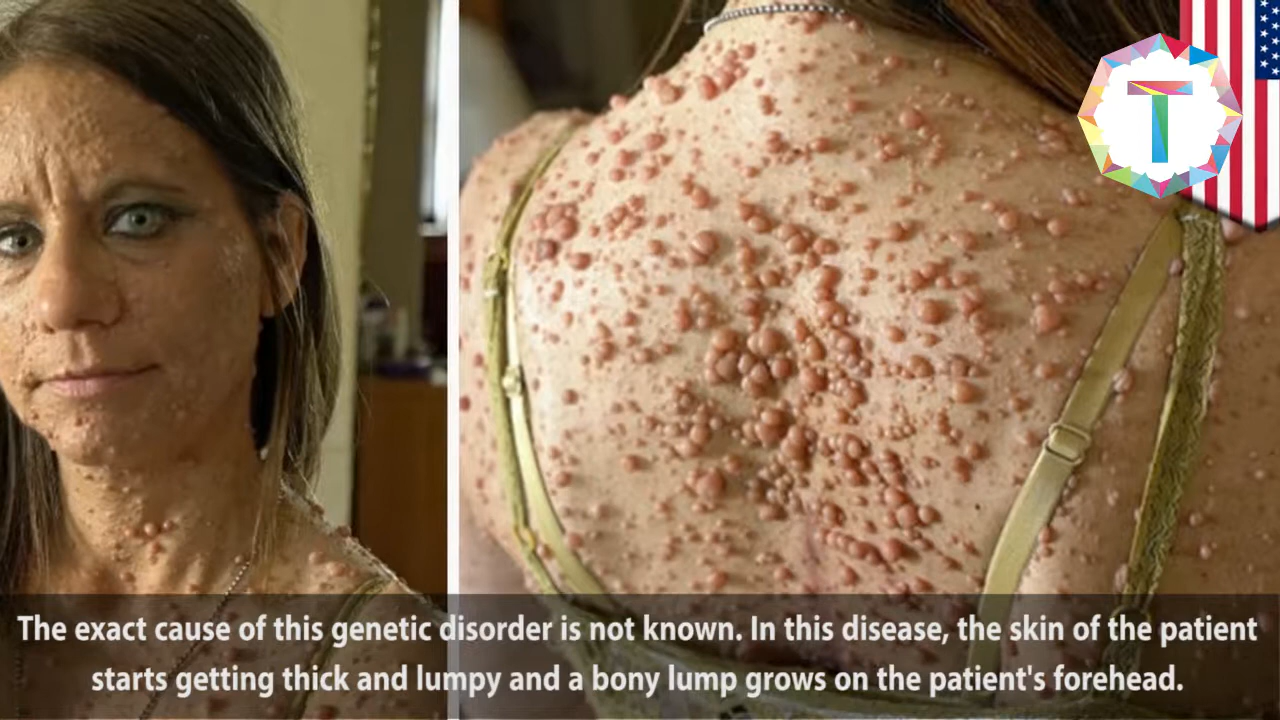 T
The exact cause of this genetic disorder is not known. In this disease, the skin of the patient
starts getting thick and lumpy and a bony lump grows on the patient's forehead.